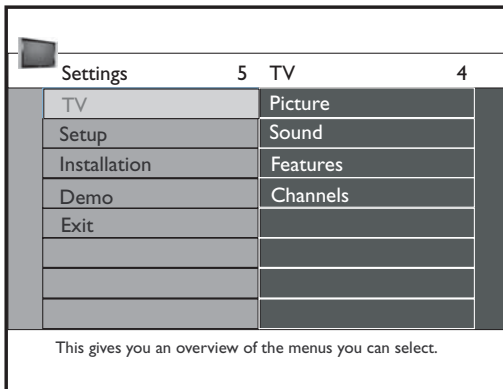 Settings 5 TV 4
TV Picture
Setup Sound
Installation Features
Demo Channels
Exit
This gives you an overview of the menus you can select.